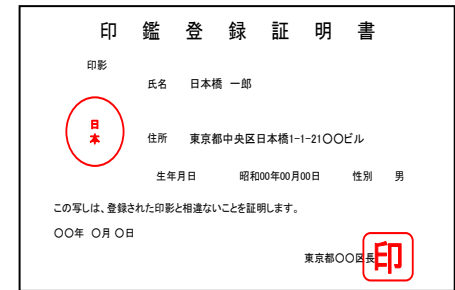 印鑑登録証明書
印影
氏名 日本橋 一郎
日本
住所 東京都中央区日本橋1-1-21〇〇ビル
生年月日 昭和00年00月00日 性別 男
この写しは、登録された印影と相違ないことを証明します。
〇〇年 〇月〇日
東京都〇〇区長 印